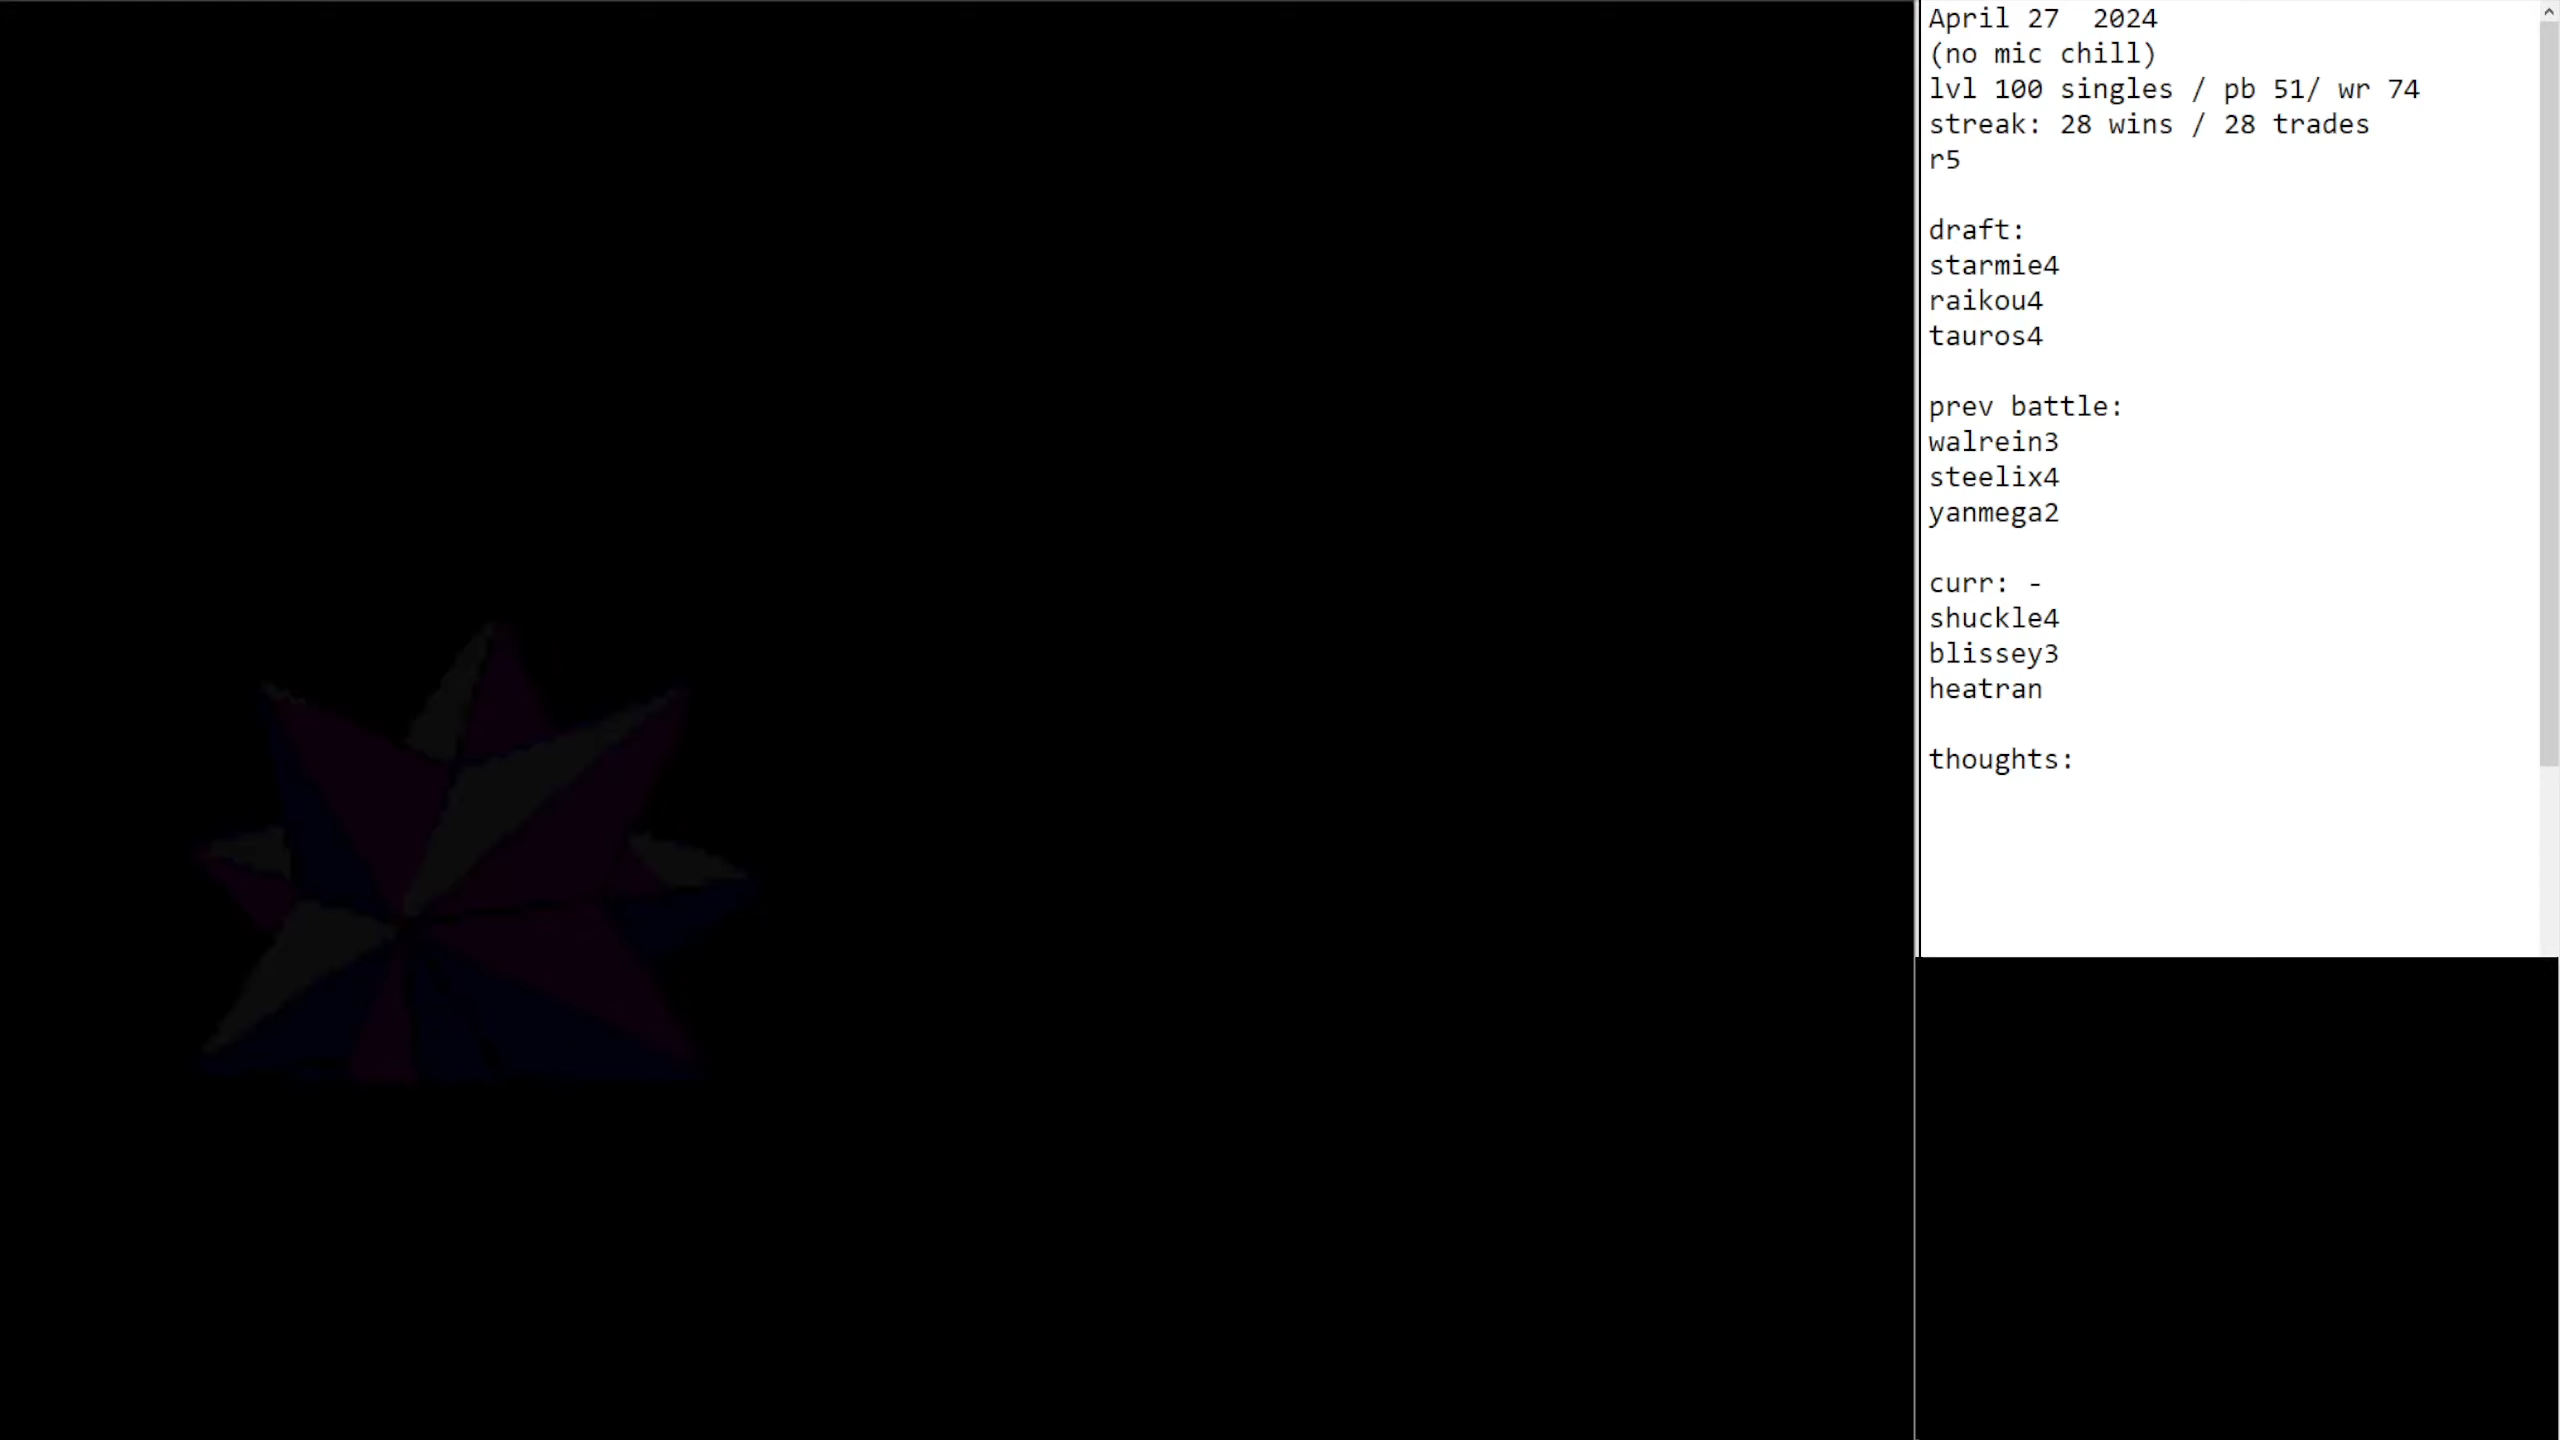 April 27  2024
(no mic chill)
lvl 100 singles / pb 51/ wr 74
streak: 28 wins / 28 trades
r5
draft:
starmie4
raikou4
tauros4
prev battle:
walrein3
steelix4
yanmega2
curr: -
shuckle4
blissey3
heatran
thoughts: